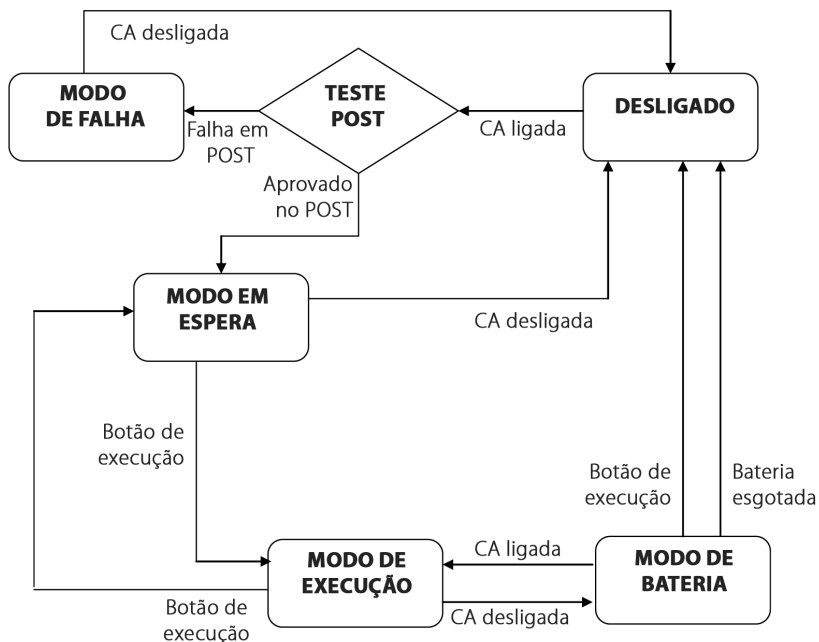 CA desligada
MODO
DE FALHA
TESTE
POST
DESLIGADO
Falha em
POST
CA ligada
Aprovado
no POST
MODO EM
ESPERA
CA desligada
Botão de
execução
Botão de
execução
Bateria
esgotada
MODO DE
EXECUÇÃO
CA ligada
MODO DE
BATERIA
Botão de
execução
CA desligada